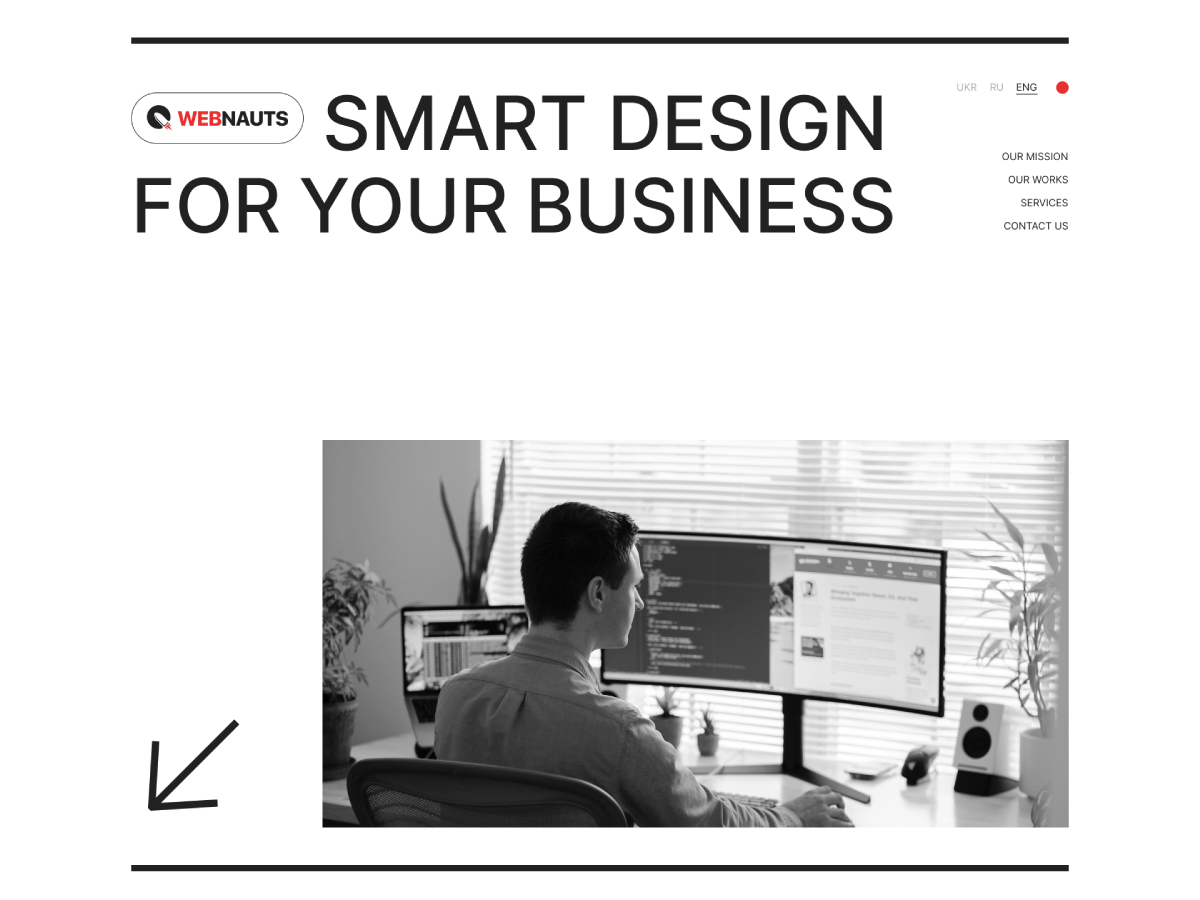 WEBNAUTS SMART DESIGN
FOR YOUR BUSINESS
UKR RU ENG
OUR MISSION
OUR WORKS
SERVICES
CONTACT US